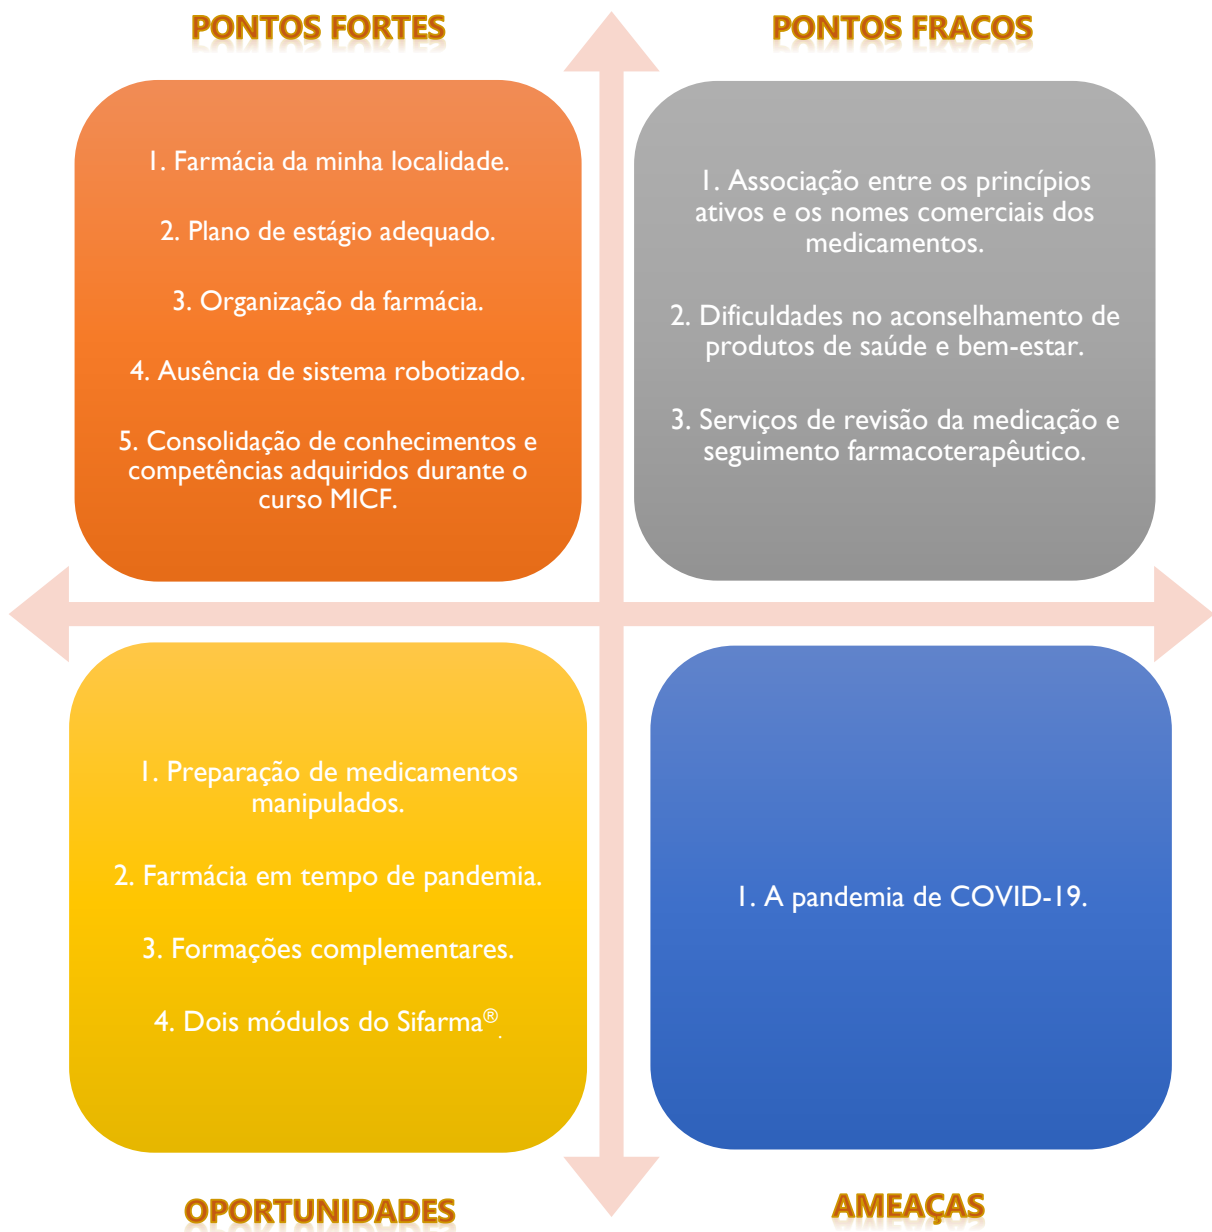 PONTOS FORTES
1. Farmácia da minha localidade.
2. Plano de estágio adequado.
3. Organização da farmácia.
4. Ausência de sistema robotizado.
5. Consolidação de conhecimentos e
competências adquiridos durante o
curso MICF.
PONTOS FRACOS
1. Associação entre os princípios
ativos e os nomes comerciais dos
medicamentos.
2. Dificuldades no aconselhamento de
produtos de saúde e bem-estar.
3. Serviços de revisão da medicação e
seguimento farmacoterapêutico.
1. Preparação de medicamentos
manipulados.
2. Farmácia em tempo de pandemia.
3. Formações complementares.
4. Dois módulos do Sifarma®.
OPORTUNIDADES
1. A pandemia de COVID-19.
AMEAÇAS